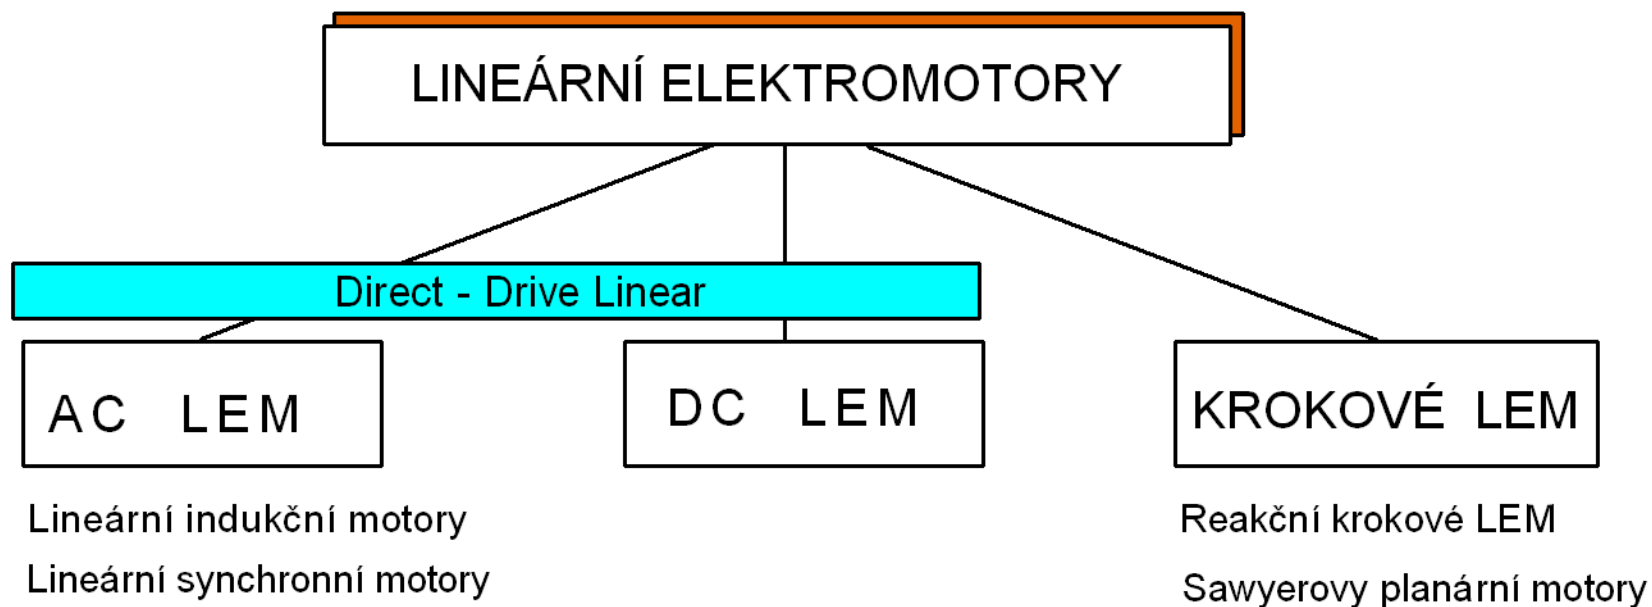 LINEÁRNÍ ELEKTROMOTORY
Direct - Drive Linear
AC LEM
DC LEM
KROKOVÉ LEM
Lineární indukční motory
Lineární synchronní motory
Reakční krokové LEM
Sawyerovy planární motory